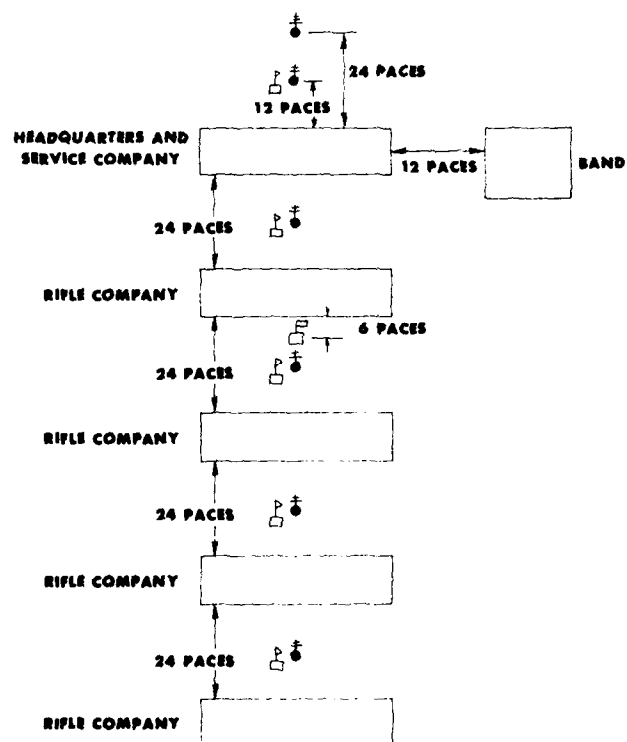 24 PACES
12 PACES
HEADQUARTERS AND
SERVICE COMPANY
12 PACES
BAND
24 PACES
RIFLE COMPANY
6 PACES
24 PACES
RIFLE COMPANY
24 PACES
RIFLE COMPANY
24 PACES
RIFLE COMPANY